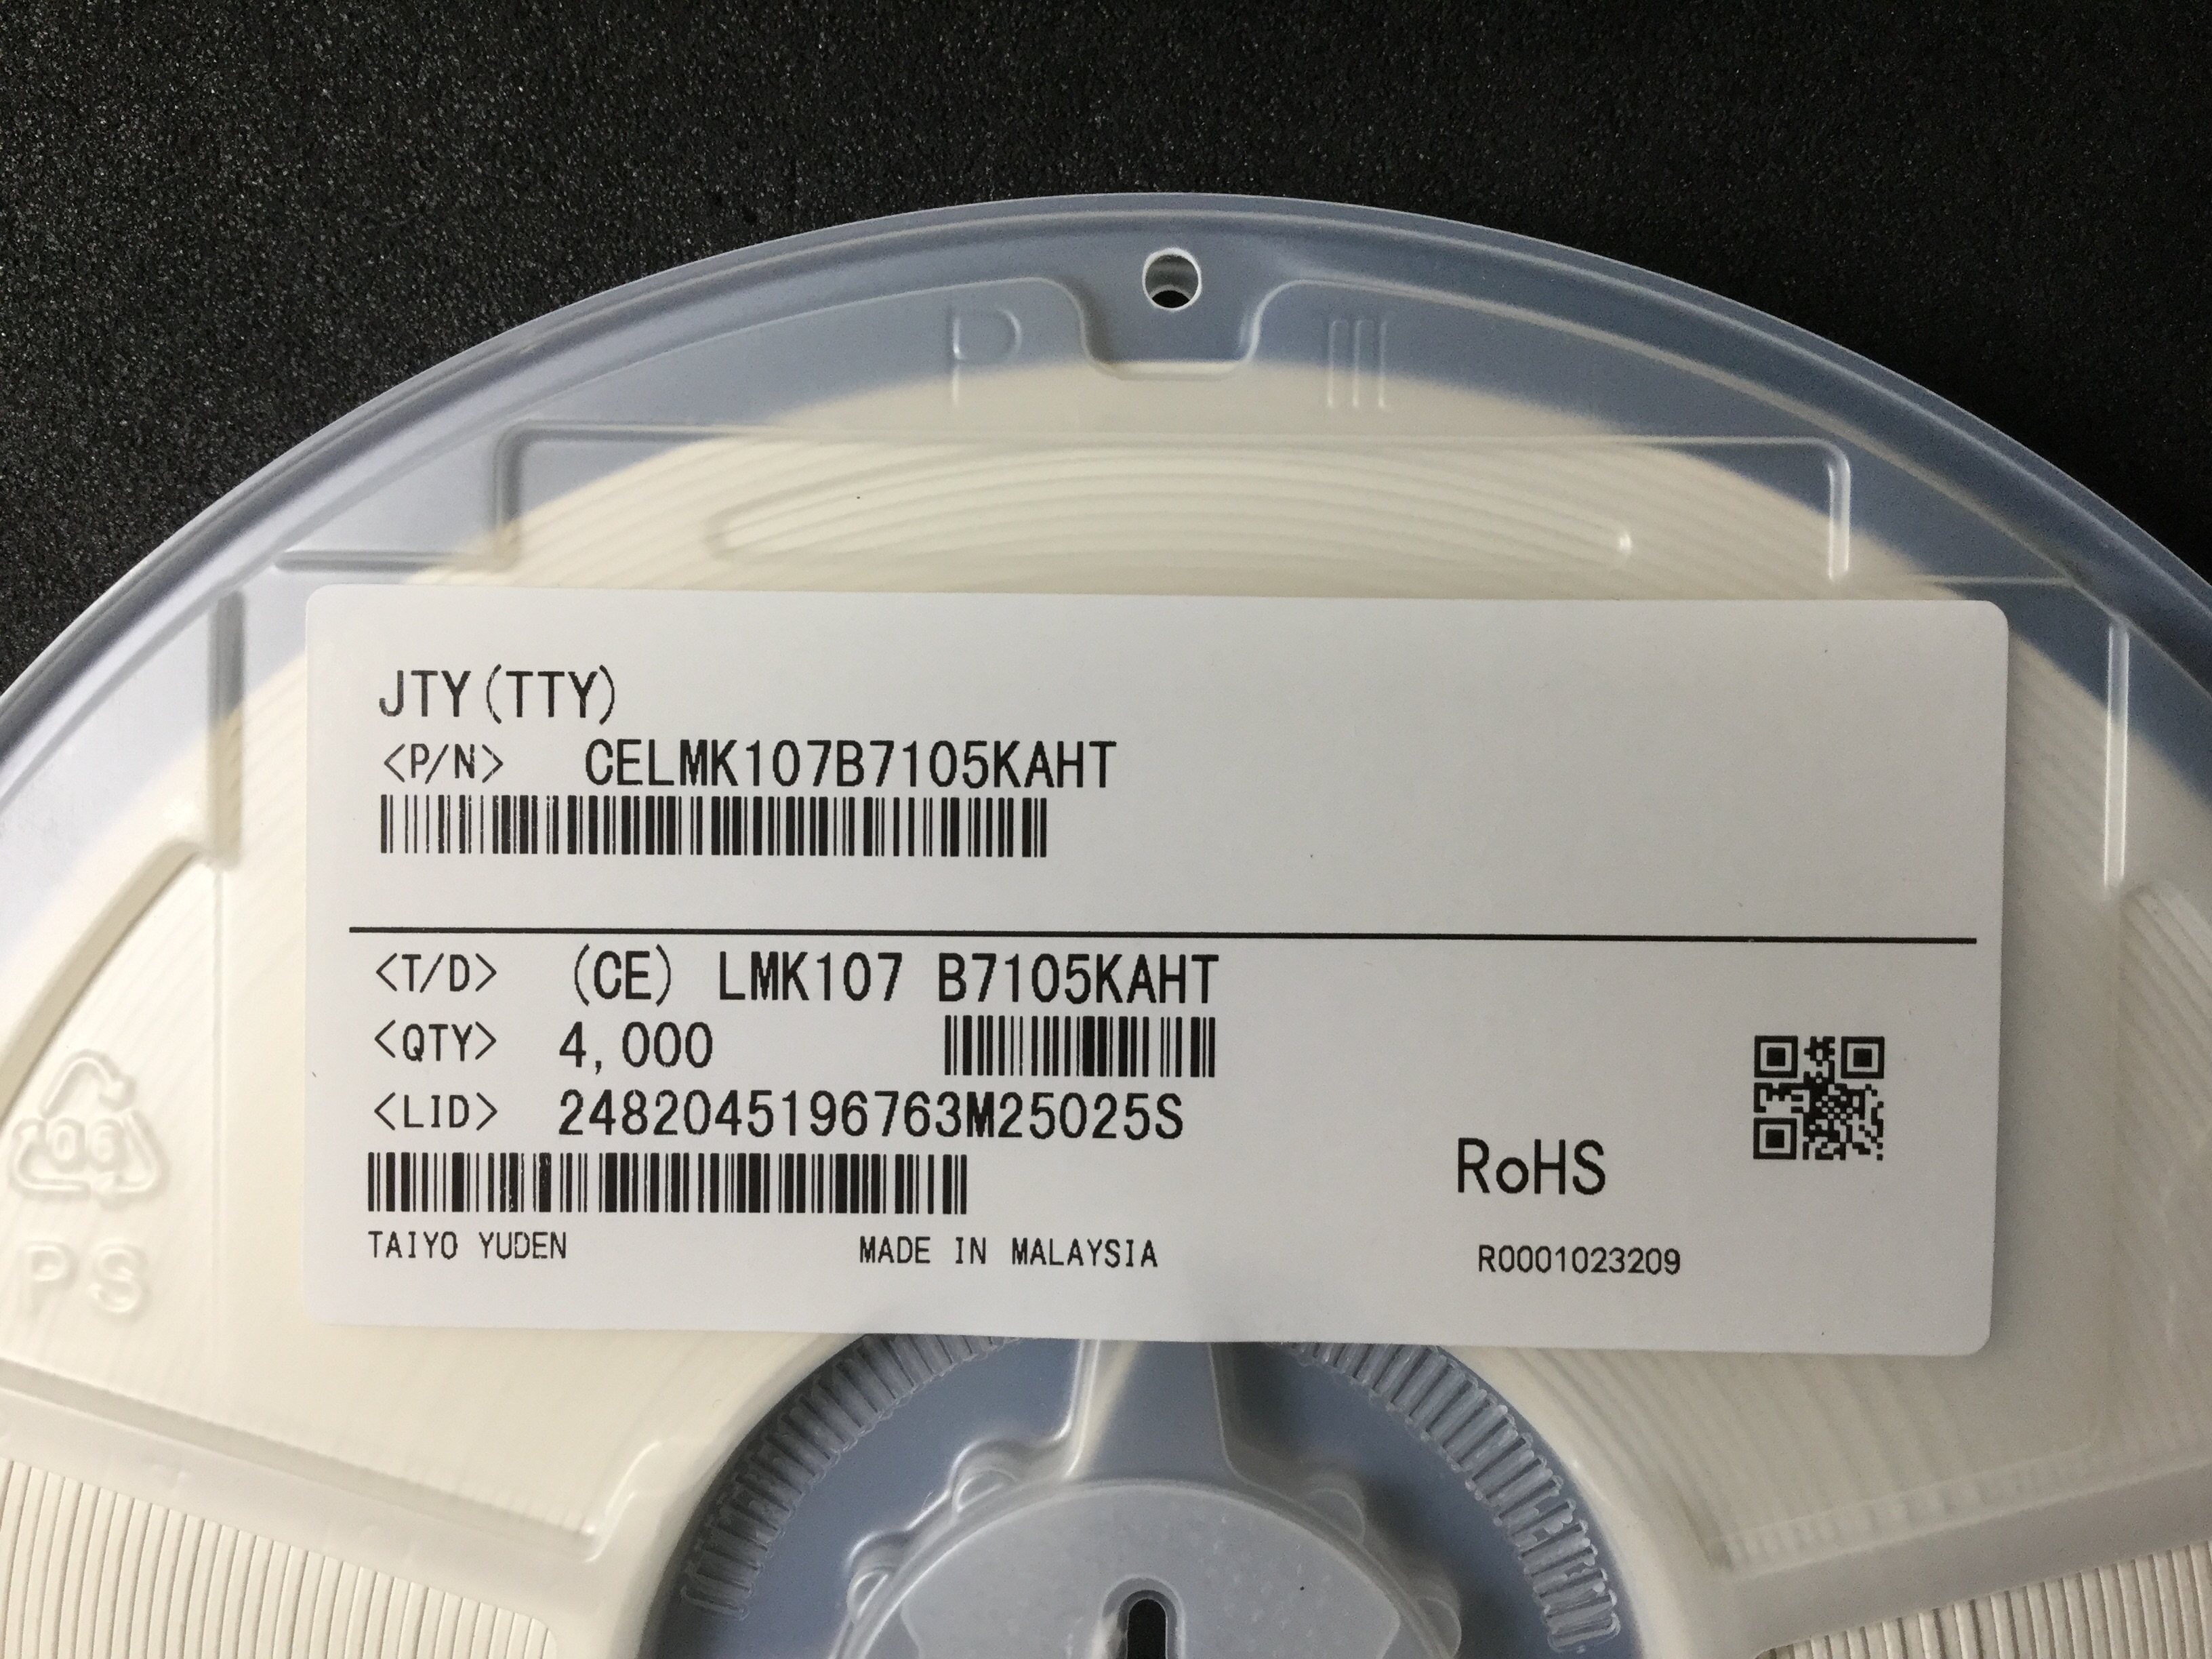 P III
JTY(TTY)
<P/N> CELMK107B7105KAHT
<T/D> (CE) LMK107 B7105KAHT
<QTY> 4,000
<LID> 2482045196763M25025S
RoHS
TAIYO YUDEN MADE IN MALAYSIA R0001023209
06
PS